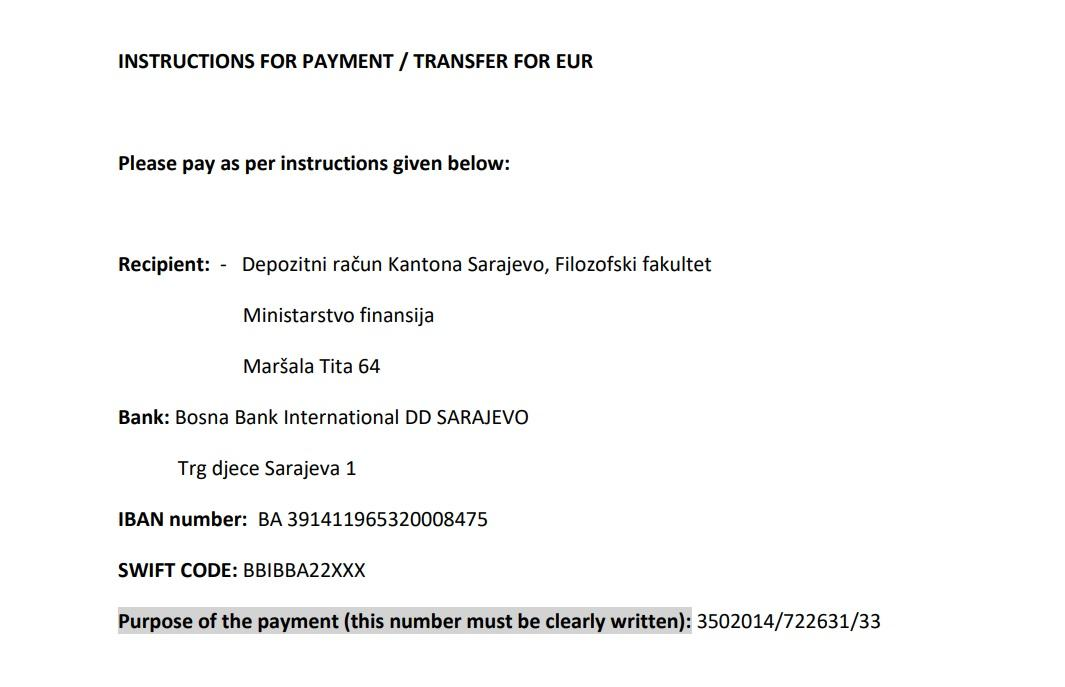 INSTRUCTIONS FOR PAYMENT / TRANSFER FOR EUR
Please pay as per instructions given below:
Recipient: - Depozitni račun Kantona Sarajevo, Filozofski fakultet
Ministarstvo finansija
Maršala Tita 64
Bank: Bosna Bank International DD SARAJEVO
Trg djece Sarajeva 1
IBAN number: BA 391411965320008475
SWIFT CODE: BBIBBA22XXX
Purpose of the payment (this number must be clearly written): 3502014/722631/33